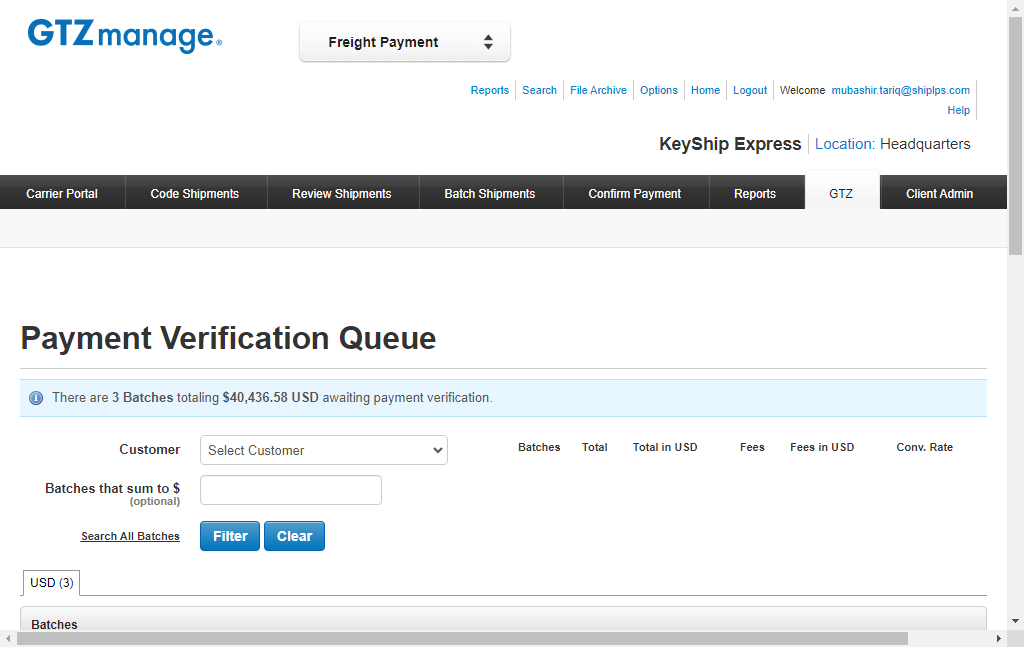 GTZmanage®
Freight Payment
Reports Search File Archive Options Home Logout Welcome mubashir.tariq@shiplps.com
Help
KeyShip Express Location: Headquarters
Carrier Portal Code Shipments Review Shipments Batch Shipments Confirm Payment Reports GTZ Client Admin
Payment Verification Queue
There are 3 Batches totaling $40,436.58 USD awaiting payment verification.
Customer Select Customer Batches Total Total in USD Fees Fees in USD Conv. Rate
Batches that sum to $
(optional)
Search All Batches Filter Clear
USD (3)
Batches